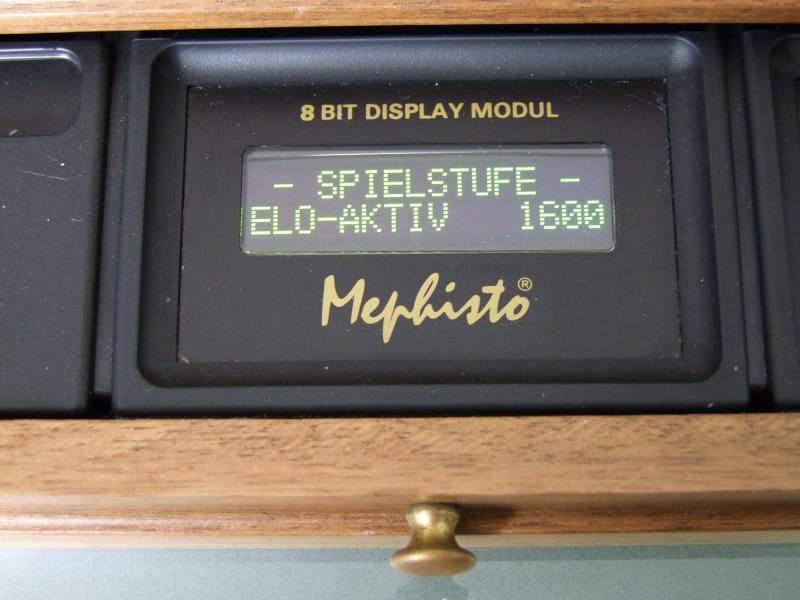 8 BIT DISPLAY MODUL
- SPIELSTUFE -
ELO-AKTIV 1600
Mephisto®